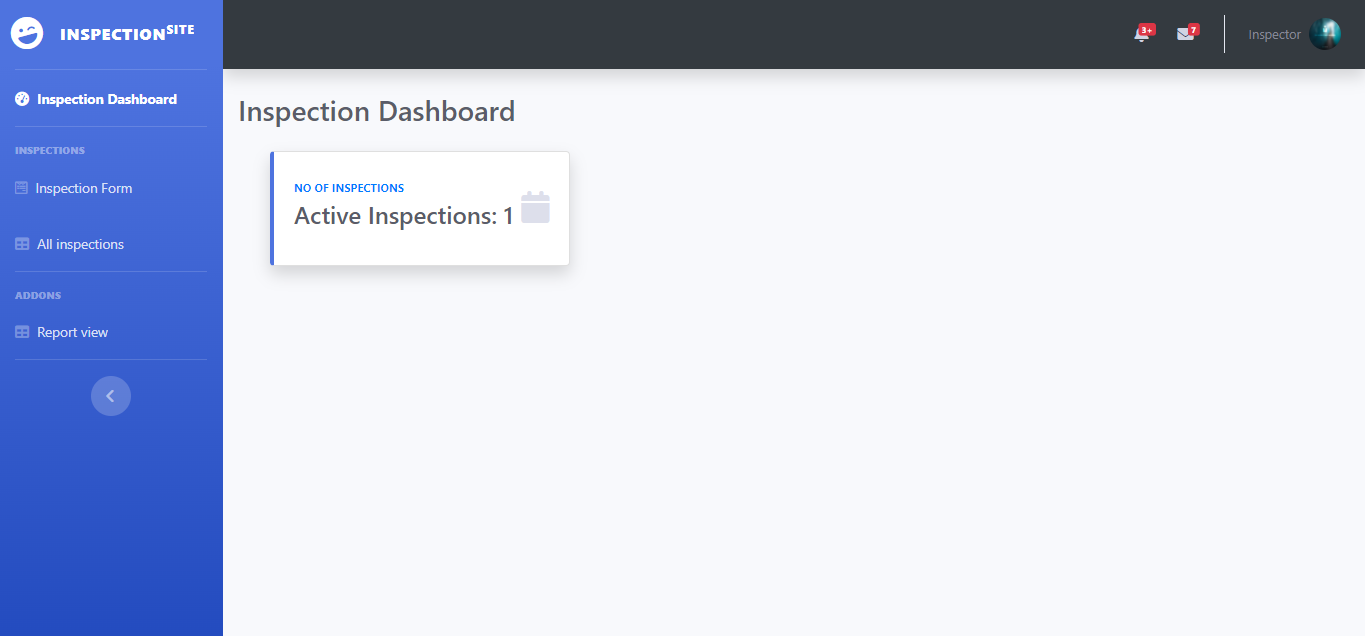 INSPECTIONSITE
3+
7
Inspector
Inspection Dashboard
INSPECTIONS
Inspection Form
All inspections
ADDONS
Report view
Inspection Dashboard
NO OF INSPECTIONS
Active Inspections: 1